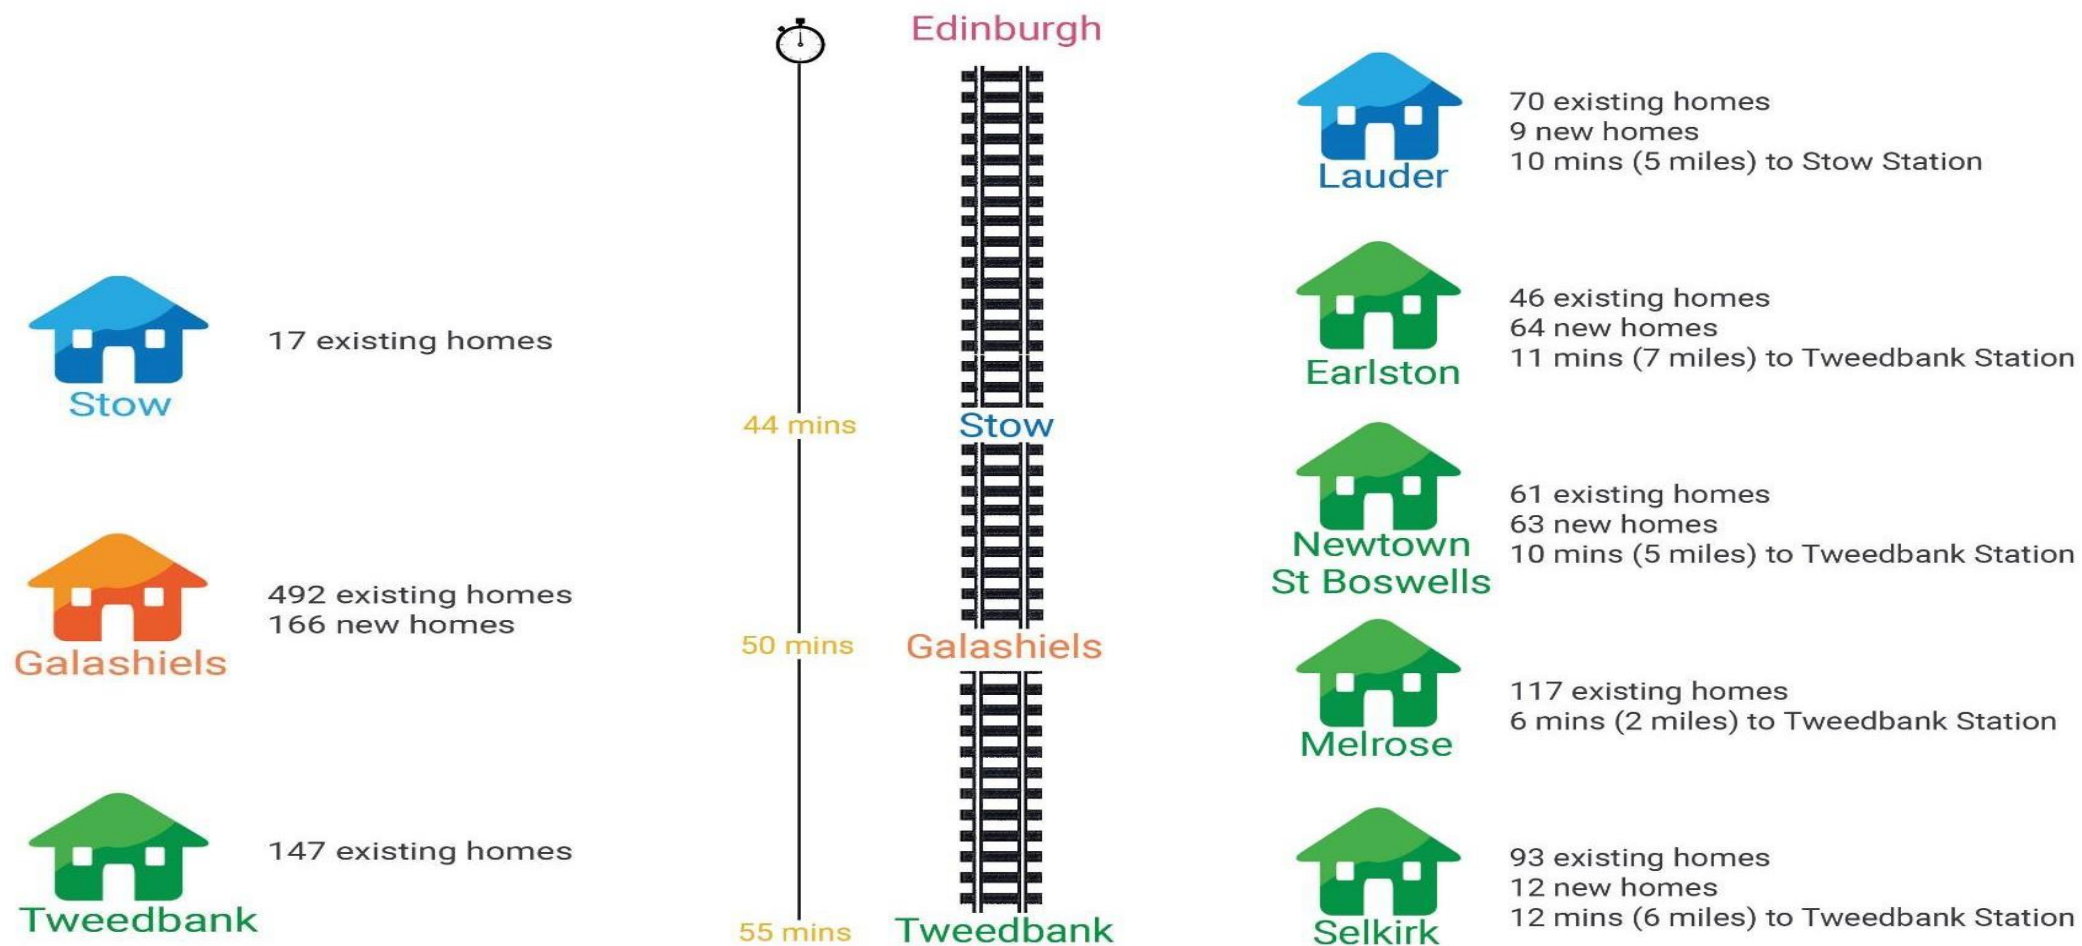 17 existing homes
Stow
492 existing homes
166 new homes
Galashiels
147 existing homes
Tweedbank
Edinburgh
44 mins
Stow
50 mins
Galashiels
55 mins
Tweedbank
70 existing homes
9 new homes
10 mins (5 miles) to Stow Station
Lauder
46 existing homes
64 new homes
11 mins (7 miles) to Tweedbank Station
Earlston
61 existing homes
63 new homes
10 mins (5 miles) to Tweedbank Station
Newtown
St Boswells
117 existing homes
6 mins (2 miles) to Tweedbank Station
Melrose
93 existing homes
12 new homes
12 mins (6 miles) to Tweedbank Station
Selkirk